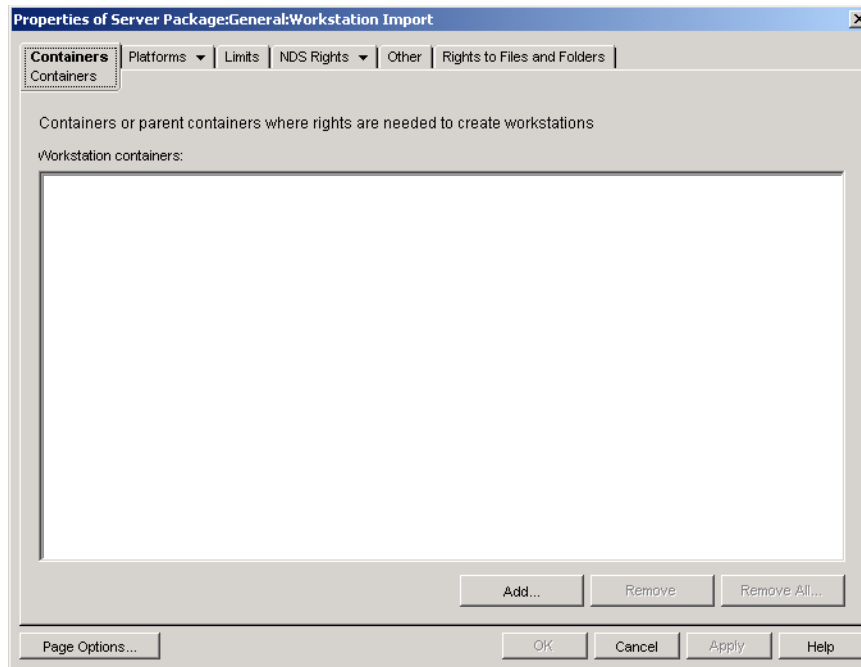 Properties of Server Package:General:Workstation Import
Containers Platforms Limits NDS Rights Other Rights to Files and Folders
Containers
Containers or parent containers where rights are needed to create workstations
Workstation containers:
Add... Remove Remove All...
Page Options... OK Cancel Apply Help